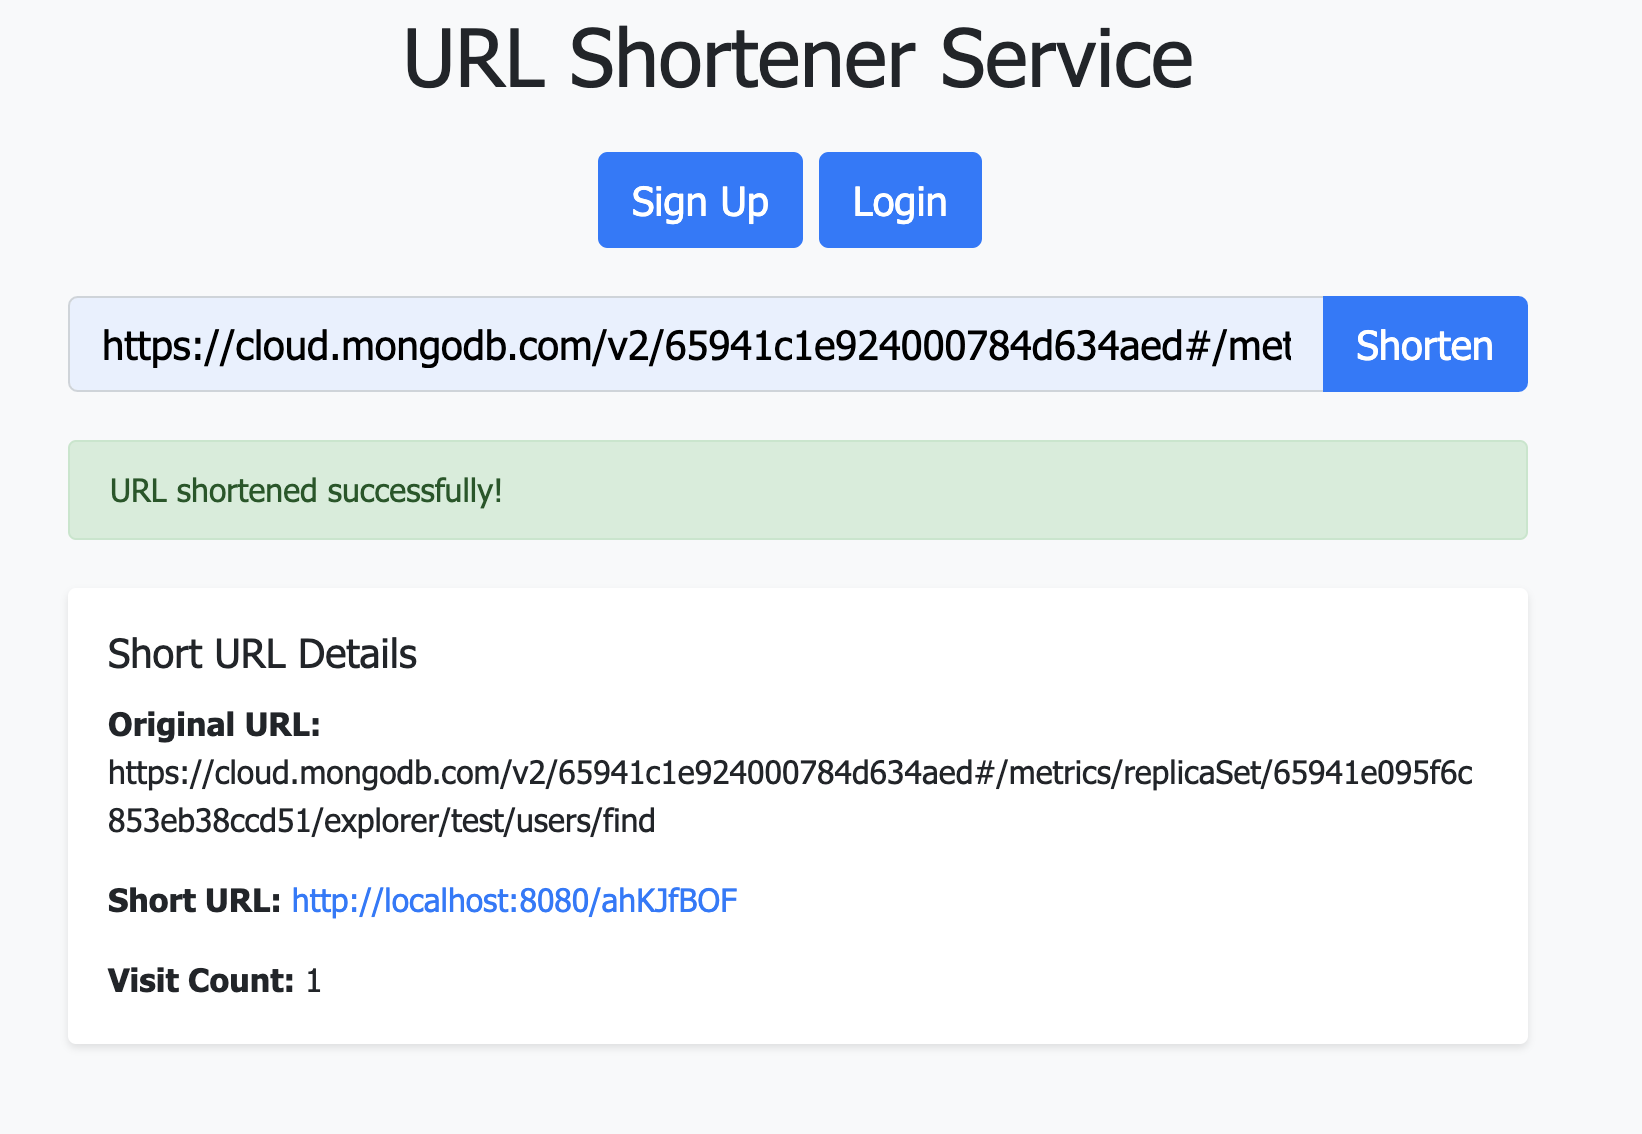 URL Shortener Service
Sign Up Login
https://cloud.mongodb.com/v2/65941c1e924000784d634aed#/met Shorten
URL shortened successfully!
Short URL Details
Original URL:
https://cloud.mongodb.com/v2/65941c1e924000784d634aed#/metrics/replicaSet/65941e095f6c
853eb38ccd51/explorer/test/users/find
Short URL: http://localhost:8080/ahKJfBOF
Visit Count: 1